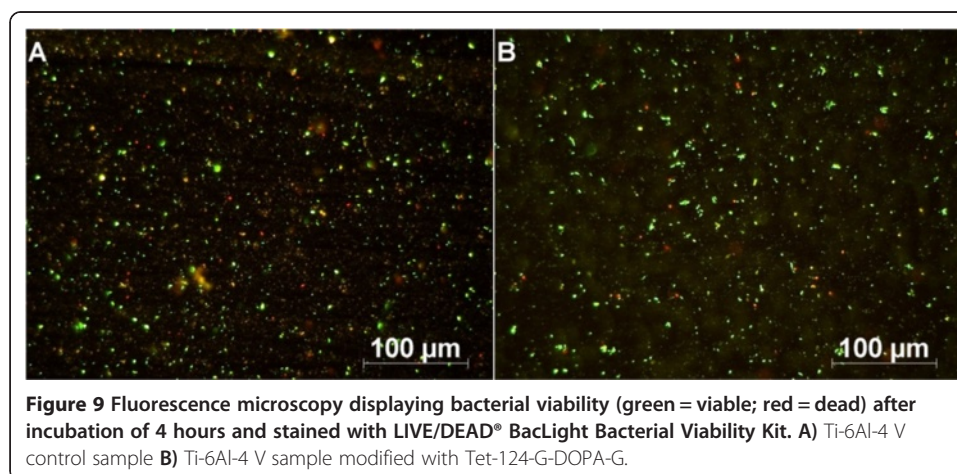 A
B
100 µm
100 µm
Figure 9 Fluorescence microscopy displaying bacterial viability (green = viable; red = dead) after
incubation of 4 hours and stained with LIVE/DEAD® BacLight Bacterial Viability Kit. A) Ti-6Al-4 V
control sample B) Ti-6Al-4 V sample modified with Tet-124-G-DOPA-G.